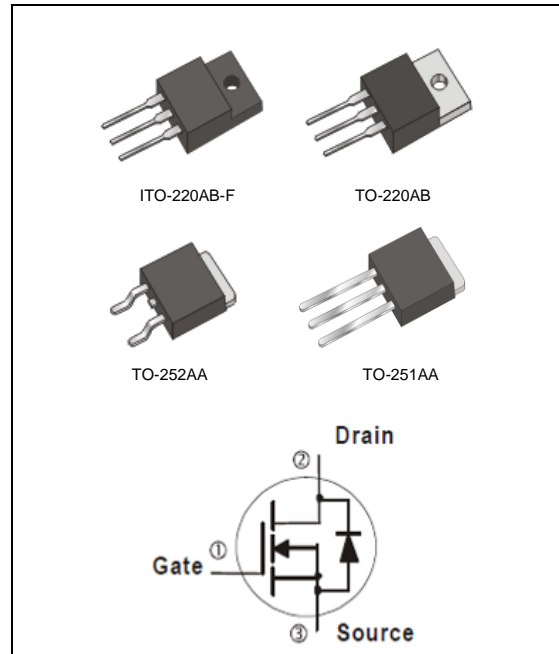 ITO-220AB-F
TO-220AB
TO-252AA
TO-251AA
Drain
②
①
Gate
③
Source